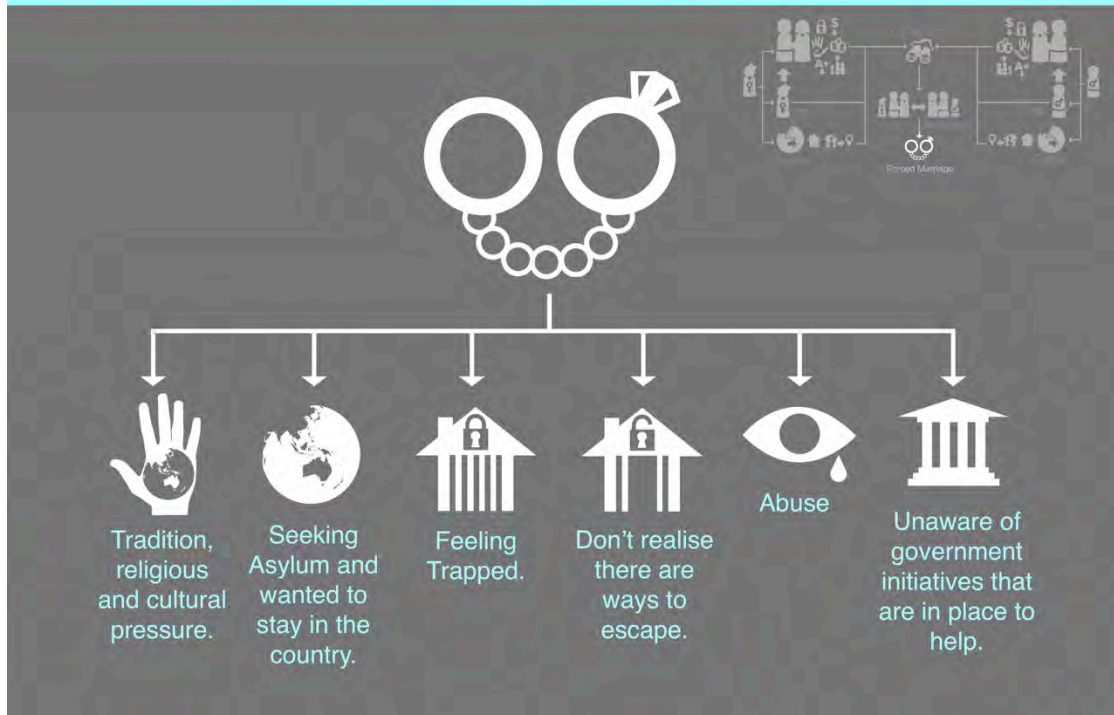 Forced Marriage
Tradition,
religious
and cultural
pressure.
Seeking
Asylum and
wanted to
stay in the
country.
Feeling
Trapped.
Don't realise
there are
ways to
escape.
Abuse
Unaware of
government
initiatives that
are in place to
help.